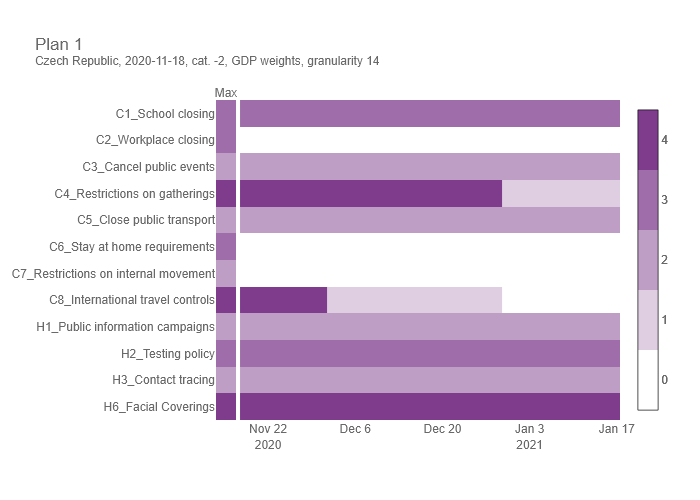 Plan 1
Czech Republic, 2020-11-18, cat. -2, GDP weights, granularity 14
Max
C1_School closing
C2_Workplace closing
C3_Cancel public events
C4_Restrictions on gatherings
C5_Close public transport
C6_Stay at home requirements
C7_Restrictions on internal movement
C8_International travel controls
H1_Public information campaigns
H2_Testing policy
H3_Contact tracing
H6_Facial Coverings
4
3
2
1
0
Nov 22 Dec 6 Dec 20 Jan 3 Jan 17
2020 2021